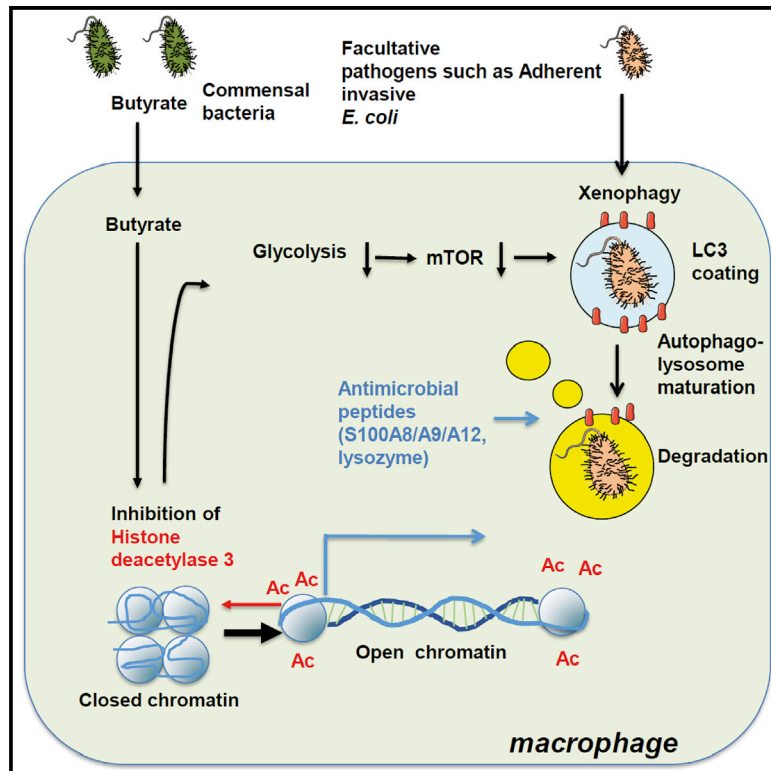 Butyrate
Commensal
bacteria
Facultative
pathogens such as Adherent
invasive
E. coli
Butyrate
Xenophagy
Glycolysis
mTOR
LC3
coating
Autophago-
lysosome
maturation
Antimicrobial
peptides
(S100A8/A9/A12,
lysozyme)
Degradation
Inhibition of
Histone
deacetylase 3
Ac
Ac
Ac
Ac
Ac
Ac
Open chromatin
Closed chromatin
macrophage